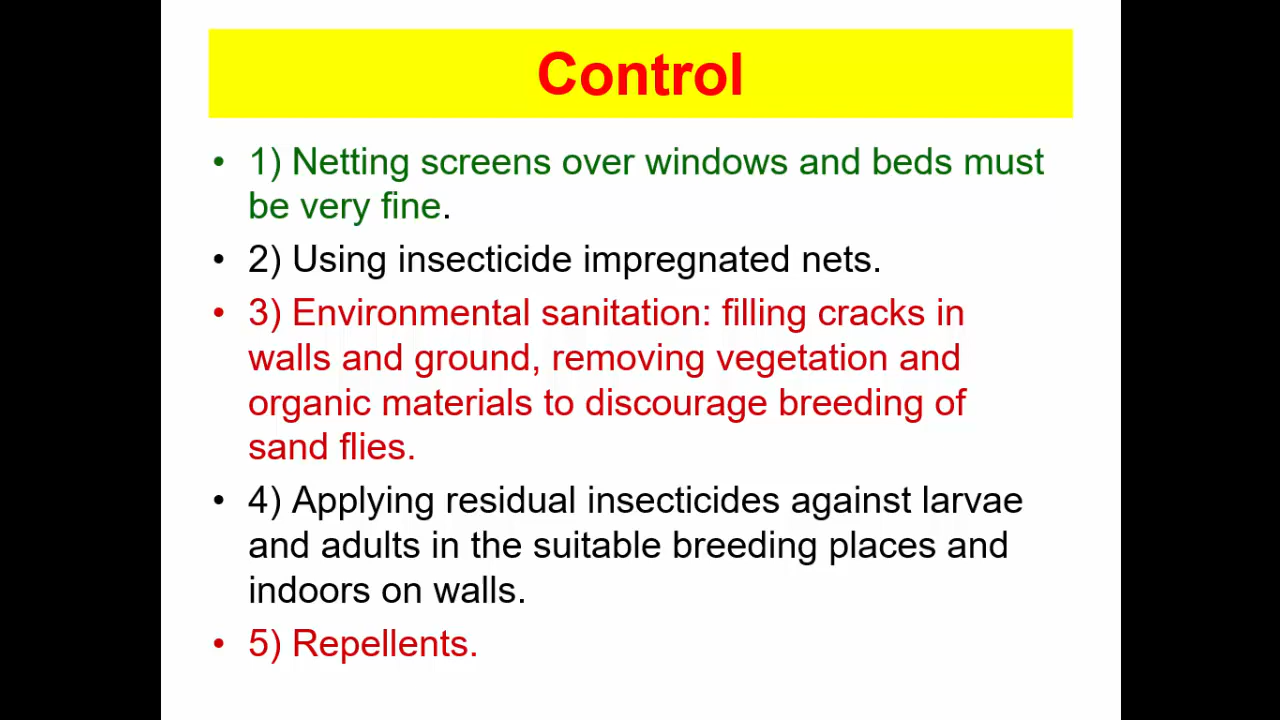 Control
• 1) Netting screens over windows and beds must
be very fine.
• 2) Using insecticide impregnated nets.
• 3) Environmental sanitation: filling cracks in
walls and ground, removing vegetation and
organic materials to discourage breeding of
sand flies.
• 4) Applying residual insecticides against larvae
and adults in the suitable breeding places and
indoors on walls.
• 5) Repellents.